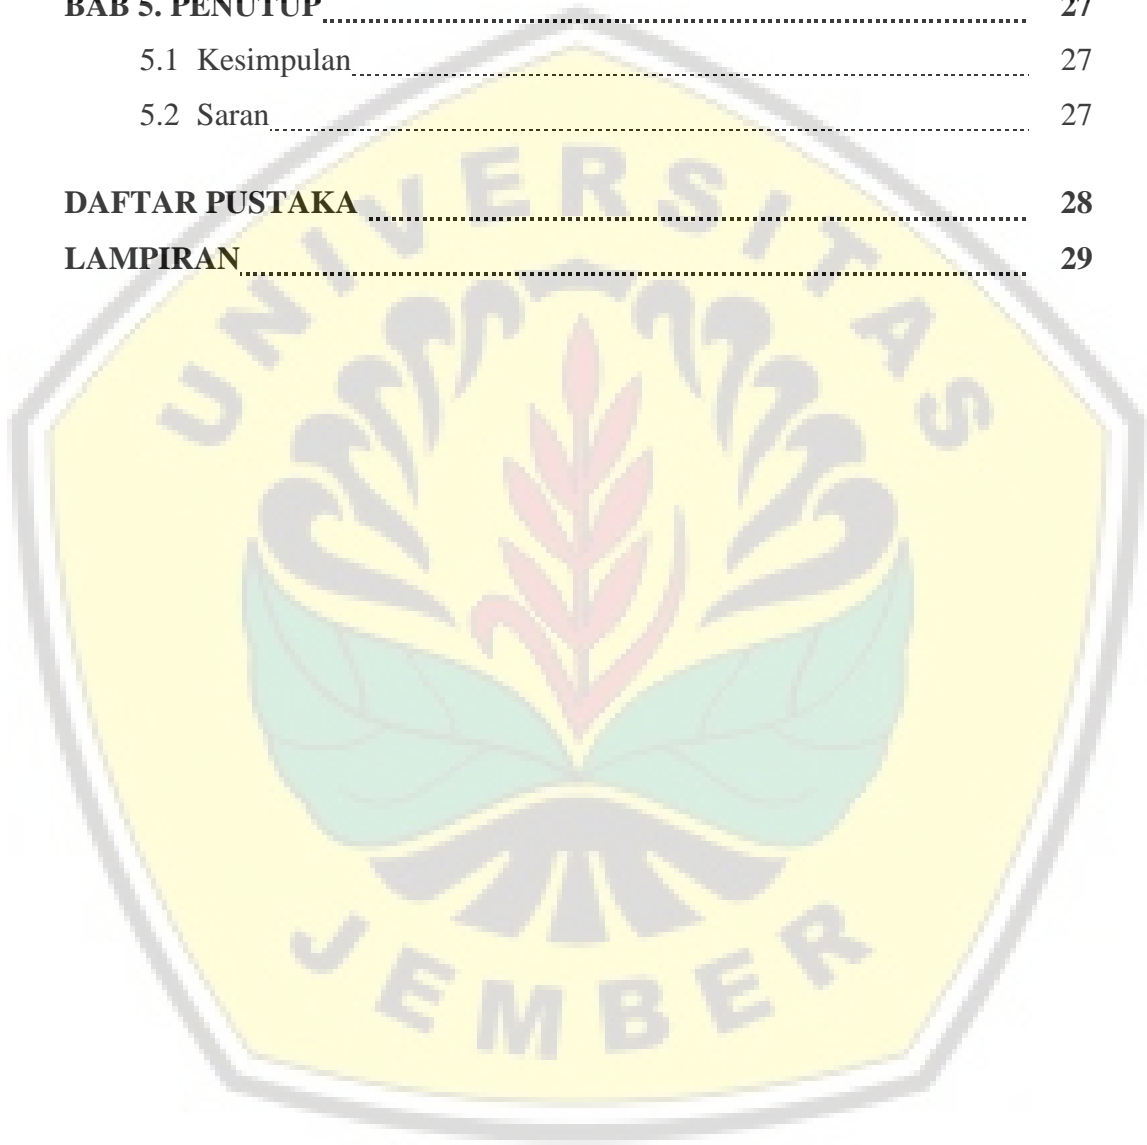 BAB 5. PENUTUP 27
5.1 Kesimpulan 27
5.2 Saran 27
DAFTAR PUSTAKA 28
LAMPIRAN 29
UNIVERSITAS
JEMBER